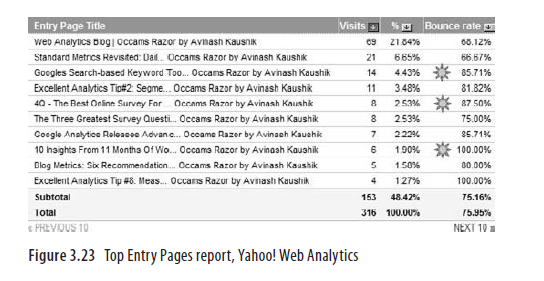 Entry Page Title Visits % Bounce rate
Web Analytics Blog | Occams Razor by Avinash Kaushik 69 21.84% 68.12%
Standard Metrics Revisited: Dail... Occams Razor by Avinash Kaushik 21 6.65% 66.67%
Googles Search-based Keyword Too... Occams Razor by Avinash Kaushik 14 4.43% 85.71%
Excellent Analytics Tip#2: Segme... Occams Razor by Avinash Kaushik 11 3.48% 81.82%
4Q - The Best Online Survey For ... Occams Razor by Avinash Kaushik 8 2.53% 87.50%
The Three Greatest Survey Questi... Occams Razor by Avinash Kaushik 8 2.53% 75.00%
Google Analytics Releases Advanc... Occams Razor by Avinash Kaushik 7 2.22% 85.71%
10 Insights From 11 Months Of Wo... Occams Razor by Avinash Kaushik 6 1.90% 100.00%
Blog Metrics: Six Recommendation... Occams Razor by Avinash Kaushik 5 1.58% 80.00%
Excellent Analytics Tip #8: Meas... Occams Razor by Avinash Kaushik 4 1.27% 100.00%
Subtotal 153 48.42% 75.16%
Total 316 100.00% 75.95%
« PREVIOUS 10 NEXT 10 »
Figure 3.23 Top Entry Pages report, Yahoo! Web Analytics